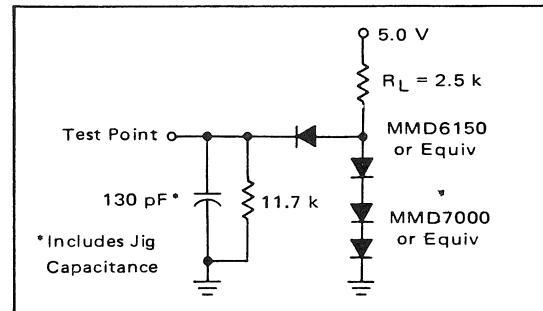 5.0 V
R_L = 2.5 k
Test Point
MMD6150
or Equiv
130 pF*
11.7 k
MMD7000
or Equiv
*Includes Jig
Capacitance